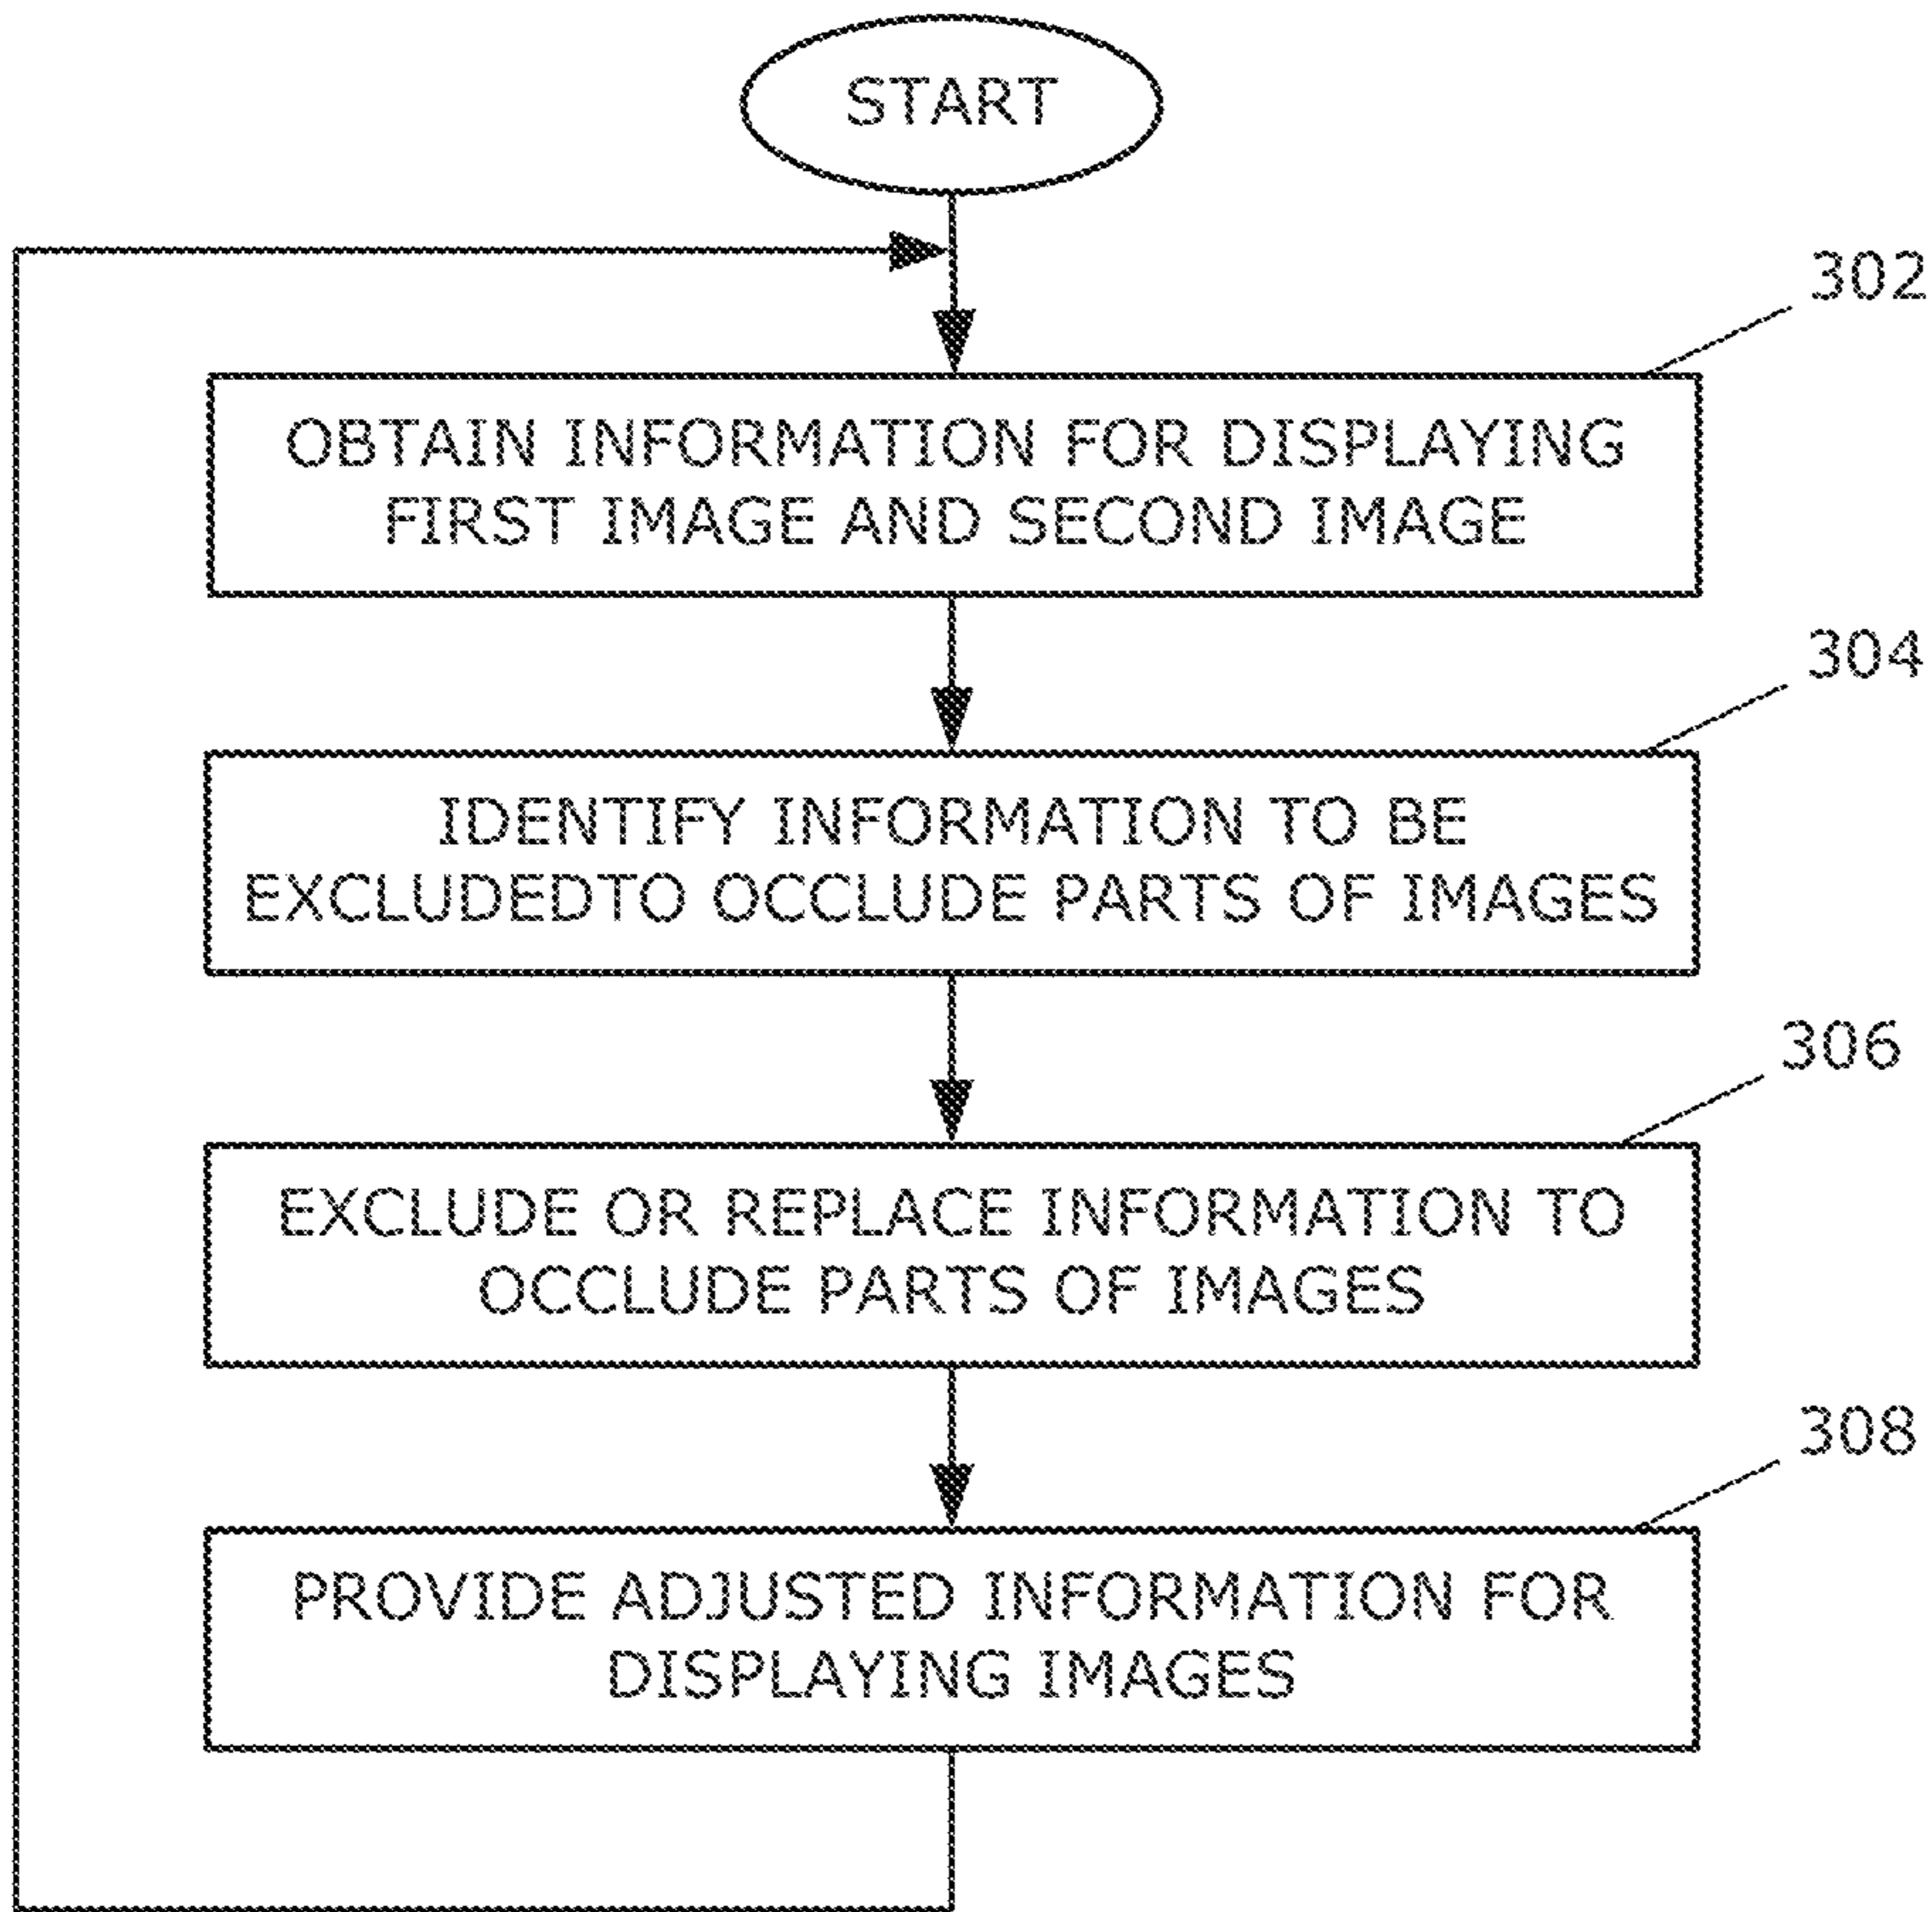 START
302
OBTAIN INFORMATION FOR DISPLAYING
FIRST IMAGE AND SECOND IMAGE
304
IDENTIFY INFORMATION TO BE
EXCLUDEDTO OCCLUDE PARTS OF IMAGES
306
EXCLUDE OR REPLACE INFORMATION TO
OCCLUDE PARTS OF IMAGES
308
PROVIDE ADJUSTED INFORMATION FOR
DISPLAYING IMAGES